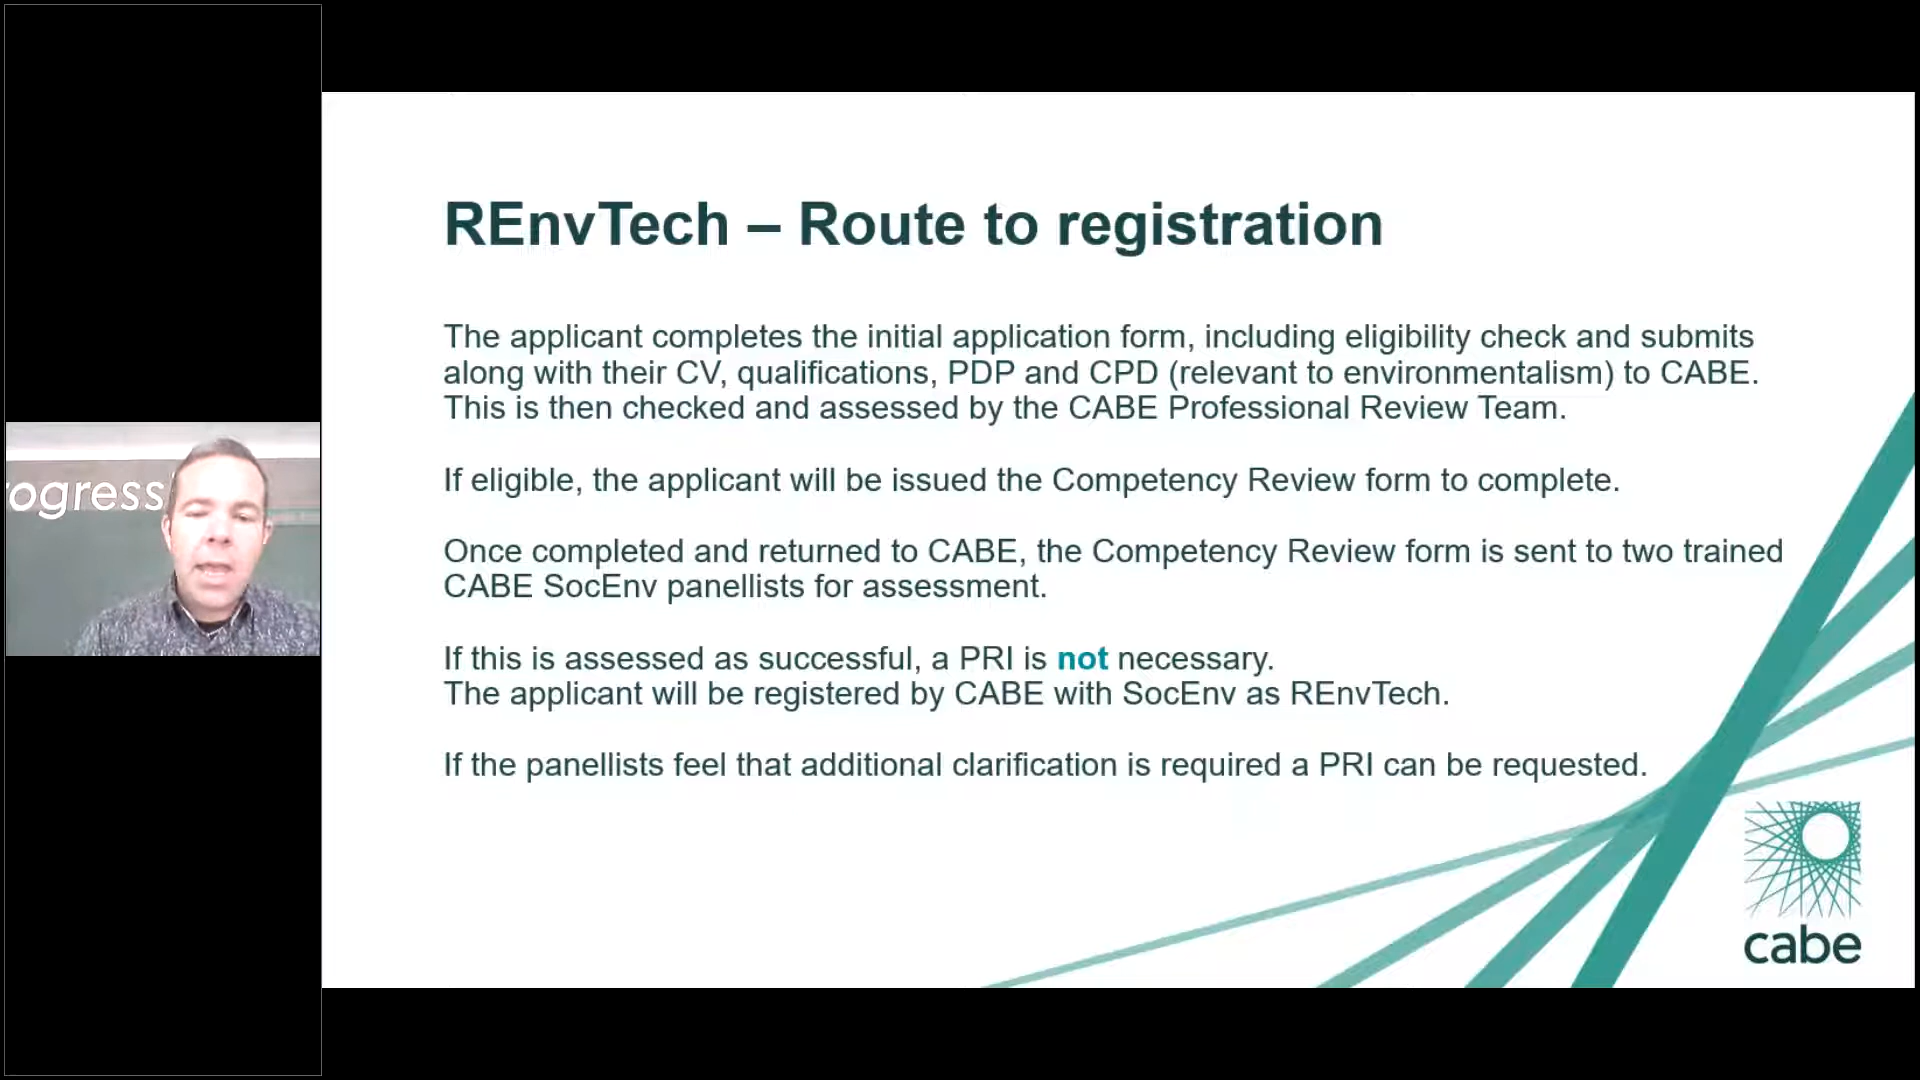 REnvTech – Route to registration
The applicant completes the initial application form, including eligibility check and submits
along with their CV, qualifications, PDP and CPD (relevant to environmentalism) to CABE.
This is then checked and assessed by the CABE Professional Review Team.
If eligible, the applicant will be issued the Competency Review form to complete.
Once completed and returned to CABE, the Competency Review form is sent to two trained
CABE SocEnv panellists for assessment.
If this is assessed as successful, a PRI is not necessary.
The applicant will be registered by CABE with SocEnv as REnvTech.
If the panellists feel that additional clarification is required a PRI can be requested.
ogress
cabe